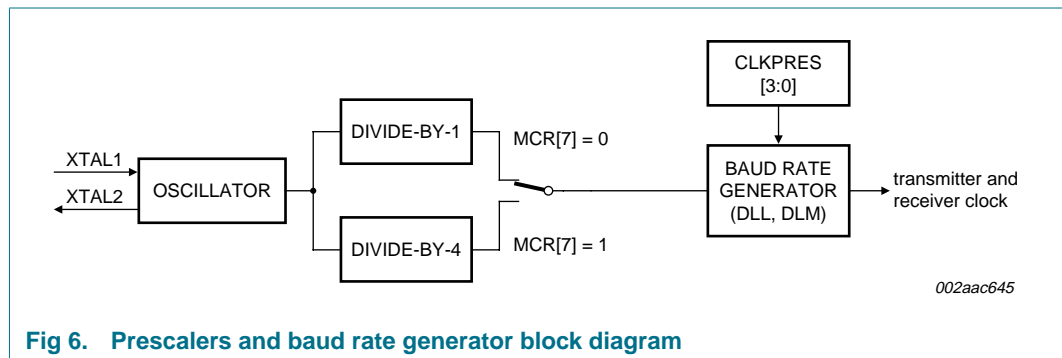 CLKPRES
[3:0]
DIVIDE-BY-1
MCR[7] = 0
XTAL1
XTAL2
OSCILLATOR
BAUD RATE
GENERATOR
(DLL, DLM)
transmitter and
receiver clock
DIVIDE-BY-4
MCR[7] = 1
002aac645
Fig 6. Prescalers and baud rate generator block diagram